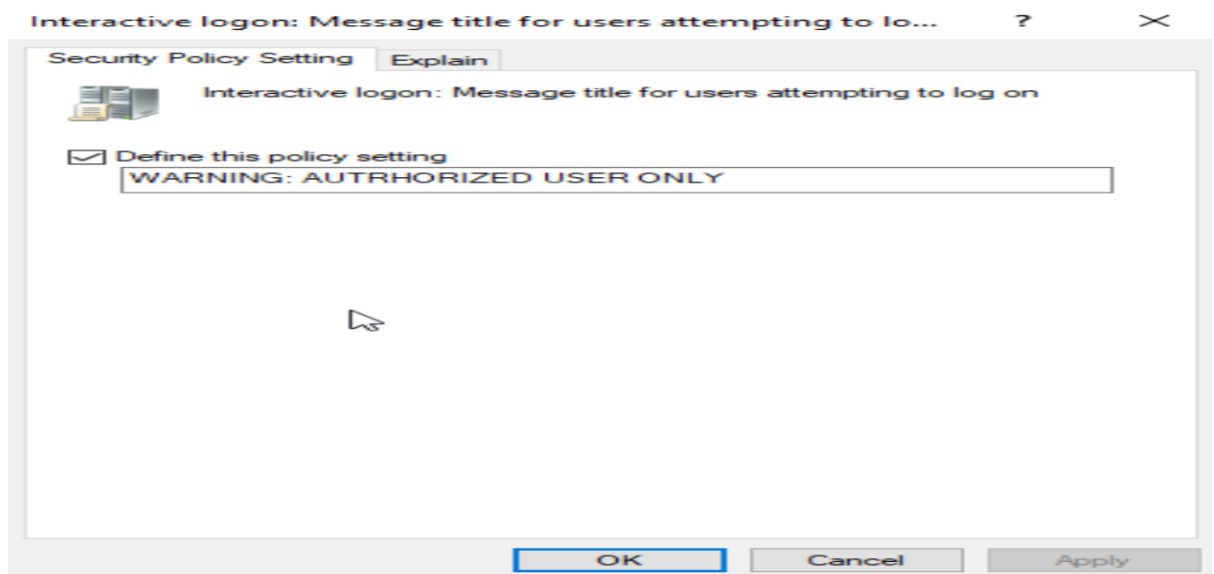 Interactive logon: Message title for users attempting to lo... ?
Security Policy Setting Explain
Interactive logon: Message title for users attempting to log on
Define this policy setting
WARNING: AUTRHORIZED USER ONLY
OK Cancel Apply